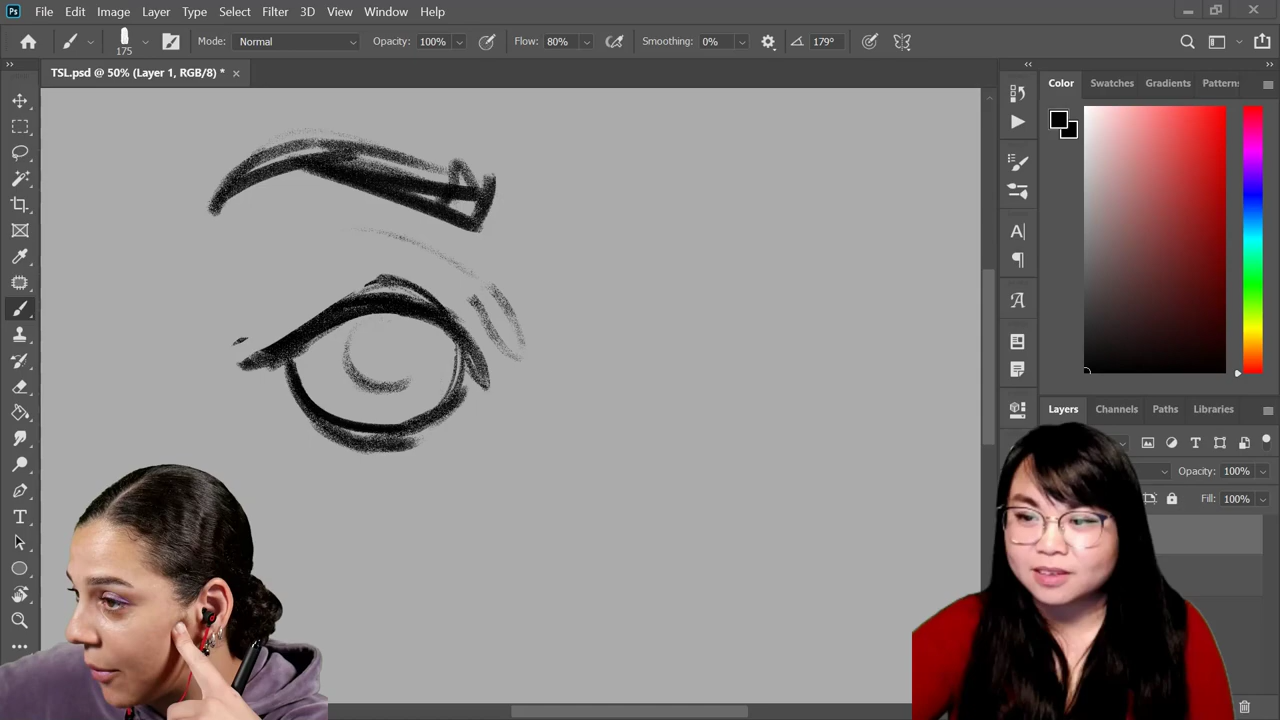 Ps File Edit Image Layer Type Select Filter 3D View Window Help
175 Mode: Normal Opacity: 100% Flow: 80% Smoothing: 0% 179°
TSL.psd @ 50% (Layer 1, RGB/8) * ×
Color Swatches Gradients Pattern
Layers Channels Paths Libraries
Opacity: 100%
Fill: 100%